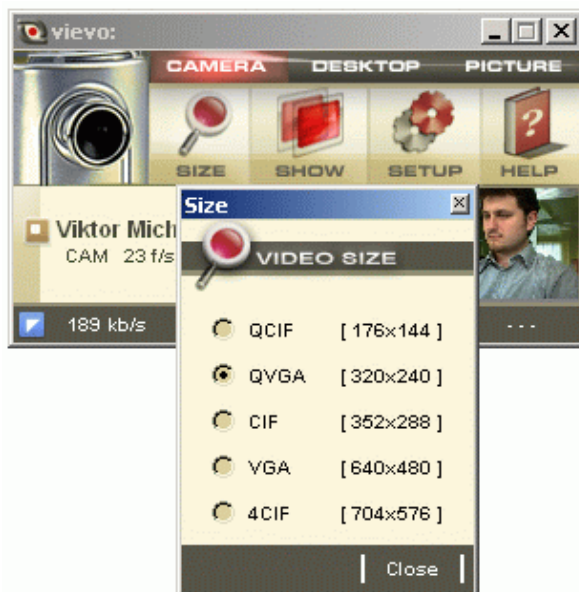 vievo:
CAMERA DESKTOP PICTURE
SIZE SHOW SETUP HELP
Size
Viktor Mich
VIDEO SIZE
CAM 23 f/s
189 kb/s
- - -
QCIF [ 176x144 ]
QVGA [ 320x240 ]
CIF [ 352x288 ]
VGA [ 640x480 ]
4CIF [ 704x576 ]
Close